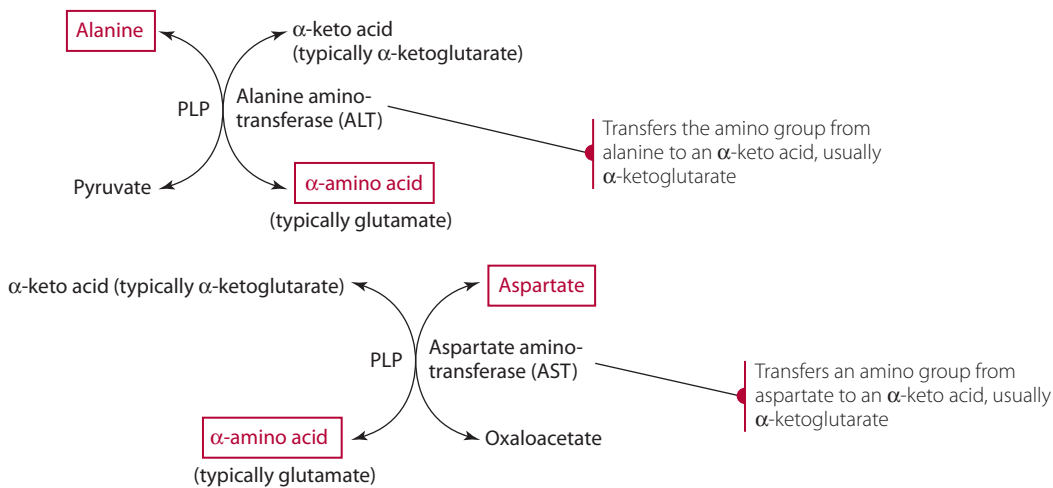 Alanine
α-keto acid
(typically α-ketoglutarate)
PLP
Alanine amino-
transferase (ALT)
Transfers the amino group from
alanine to an α-keto acid, usually
α-ketoglutarate
Pyruvate
α-amino acid
(typically glutamate)
α-keto acid (typically α-ketoglutarate)
Aspartate
PLP
Aspartate amino-
transferase (AST)
Transfers an amino group from
aspartate to an α-keto acid, usually
α-ketoglutarate
α-amino acid
(typically glutamate)
Oxaloacetate